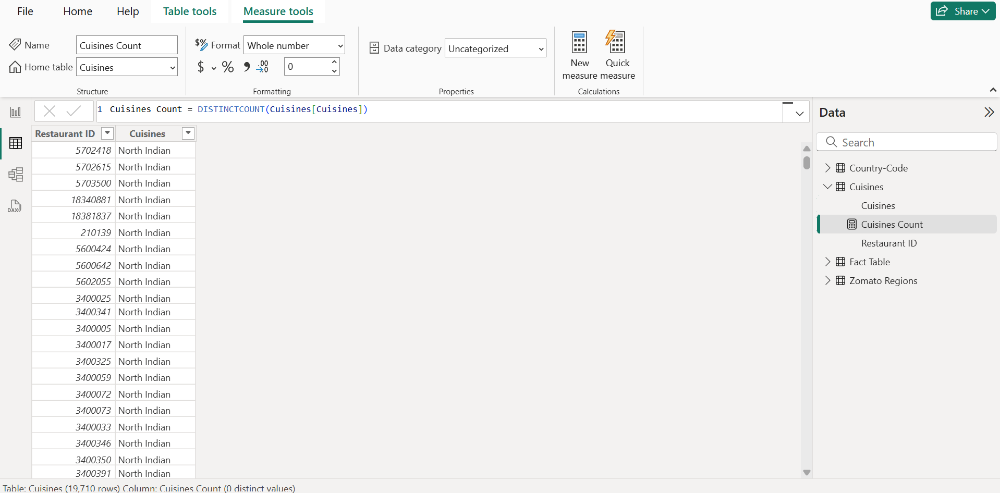 File Home Help Table tools Measure tools Share
Name Cuisines Count $% Format Whole number Data category Uncategorized New measure Quick measure
Home table Cuisines $ % , .00 .0 0
Structure Formatting Properties Calculations
1 Cuisines Count = DISTINCTCOUNT(Cuisines[Cuisines])
Restaurant ID Cuisines
5702418 North Indian
5702615 North Indian
5703500 North Indian
18340881 North Indian
18381837 North Indian
210139 North Indian
5600424 North Indian
5600642 North Indian
5602055 North Indian
3400025 North Indian
3400341 North Indian
3400005 North Indian
3400017 North Indian
3400325 North Indian
3400059 North Indian
3400072 North Indian
3400073 North Indian
3400033 North Indian
3400346 North Indian
3400350 North Indian
3400391 North Indian
DAX
Data
Search
Country-Code
Cuisines
Cuisines
Cuisines Count
Restaurant ID
Fact Table
Zomato Regions
Table: Cuisines (19,710 rows) Column: Cuisines Count (0 distinct values)